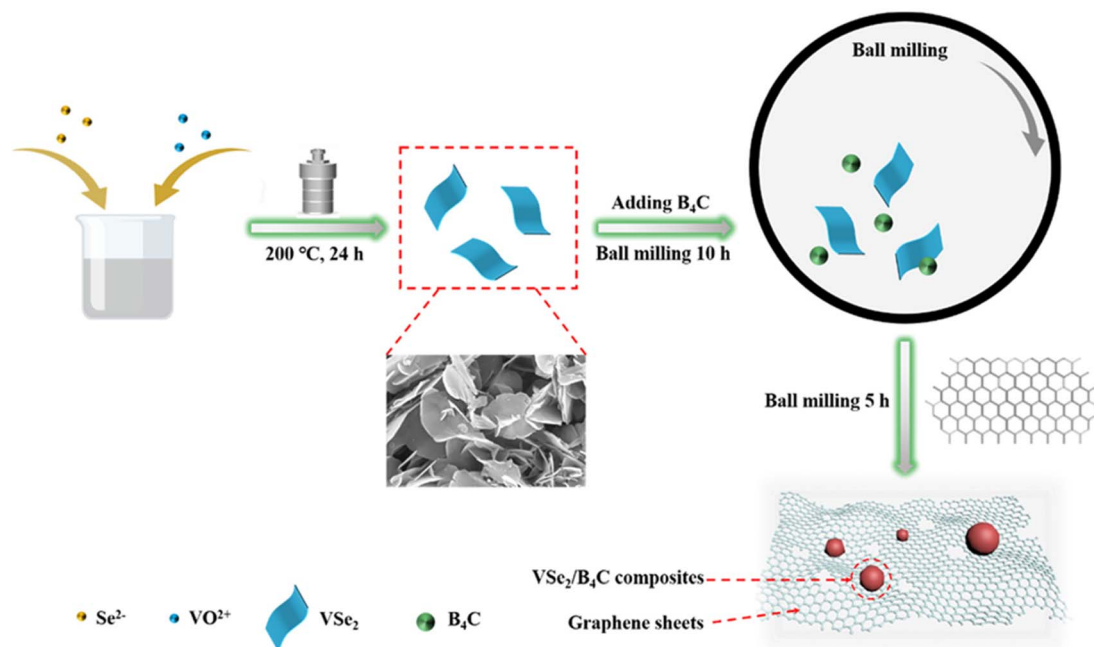 Ball milling
200 °C, 24 h
Adding B₄C
Ball milling 10 h
Ball milling 5 h
VSe₂/B₄C composites
Graphene sheets
Se²⁻
VO²⁺
VSe₂
B₄C